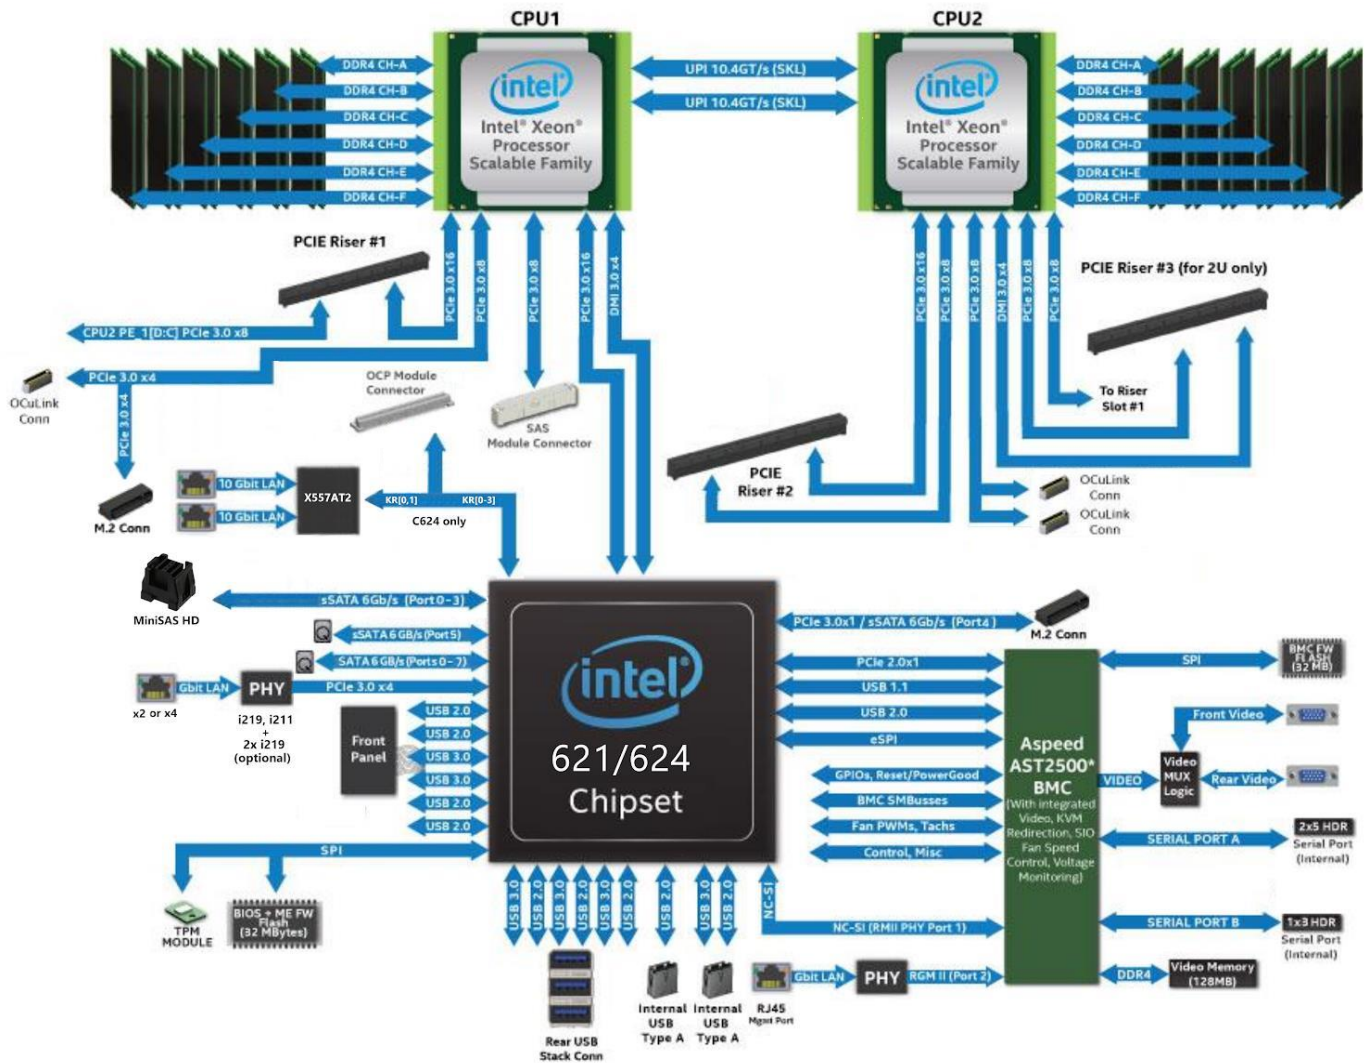 CPU1
CPU2
DDR4 CH-A
DDR4 CH-B
DDR4 CH-C
DDR4 CH-D
DDR4 CH-E
DDR4 CH-F
intel®
Intel® Xeon®
Processor
Scalable Family
UPI 10.4GT/s (SKL)
UPI 10.4GT/s (SKL)
intel®
Intel® Xeon®
Processor
Scalable Family
DDR4 CH-A
DDR4 CH-B
DDR4 CH-C
DDR4 CH-D
DDR4 CH-E
DDR4 CH-F
PCIE Riser #1
PCIe 3.0 x16
PCIe 3.0 x8
PCIe 3.0 x8
PCIe 3.0 x16
DMI 3.0 x4
PCIe 3.0 x16
PCIe 3.0 x8
PCIe 3.0 x8
DMI 3.0 x4
PCIe 3.0 x8
PCIe 3.0 x8
PCIE Riser #3 (for 2U only)
CPU2 PE_1[D:C] PCIe 3.0 x8
PCIe 3.0 x4
OCuLink
Conn
PCIe 3.0 x4
M.2 Conn
OCP Module
Connector
SAS
Module Connector
To Riser
Slot #1
PCIE
Riser #2
OCuLink
Conn
OCuLink
Conn
10 Gbit LAN
10 Gbit LAN
X557AT2
KR[0,1]
KR[0-3]
C624 only
MiniSAS HD
sSATA 6Gb/s (Port 0-3)
sSATA 6 GB/s (Port 5)
SATA 6 GB/s (Ports 0-7)
x2 or x4
Gbit LAN
PHY
PCIe 3.0 x4
i219, i211
+
2x i219
(optional)
Front
Panel
USB 2.0
USB 2.0
USB 3.0
USB 3.0
USB 2.0
USB 2.0
SPI
TPM
MODULE
BIOS + ME FW
Flash
(32 MBytes)
intel®
621/624
Chipset
PCIe 3.0x1 / sSATA 6Gb/s (Port4 )
M.2 Conn
PCIe 2.0x1
USB 1.1
USB 2.0
eSPI
GPIOs, Reset/PowerGood
BMC SMBusses
Fan PWMs, Tachs
Control, Misc
Aspeed
AST2500*
BMC
(With integrated
Video, KVM
Redirection, SIO
Fan Speed
Control, Voltage
Monitoring)
SPI
BMC FW
FLASH
(32 MB)
VIDEO
Video
MUX
Logic
Front Video
Rear Video
SERIAL PORT A
2x5 HDR
Serial Port
(Internal)
SERIAL PORT B
1x3 HDR
Serial Port
(Internal)
DDR4
Video Memory
(128MB)
USB 3.0
USB 2.0
USB 3.0
USB 2.0
USB 3.0
USB 2.0
USB 2.0
USB 3.0
USB 2.0
NC-SI
NC-SI (RMII PHY Port 1)
Rear USB
Stack Conn
Internal
USB
Type A
Internal
USB
Type A
RJ45
Mgmt Port
Gbit LAN
PHY
RGM II (Port 2)